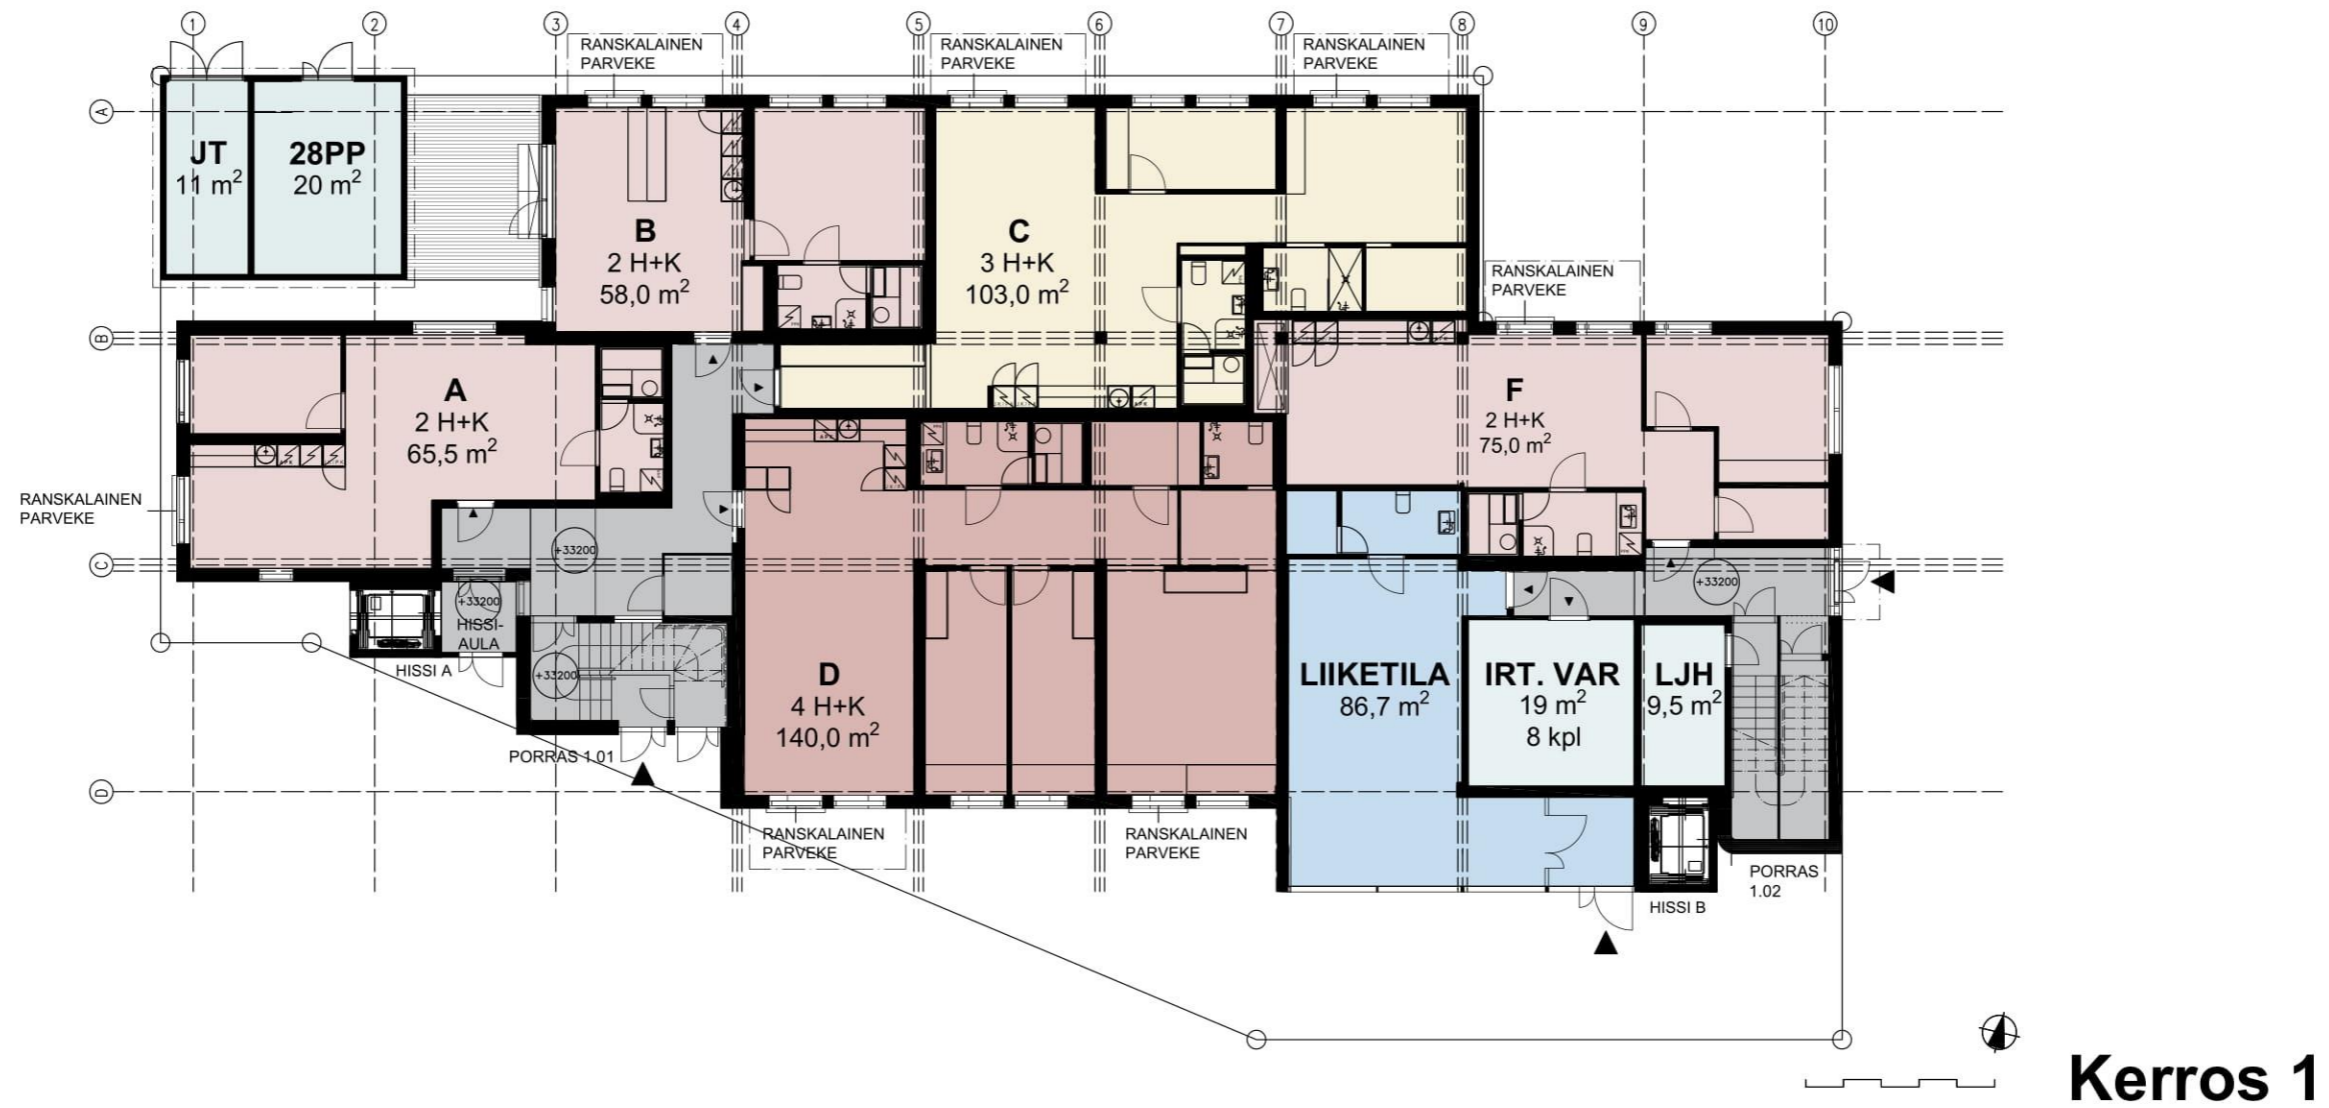 1 2 3 4 5 6 7 8 9 10
RANSKALAINEN
PARVEKE
RANSKALAINEN
PARVEKE
RANSKALAINEN
PARVEKE
A
JT
11 m²
28PP
20 m²
B
2 H+K
58,0 m²
C
3 H+K
103,0 m²
RANSKALAINEN
PARVEKE
B
A
2 H+K
65,5 m²
F
2 H+K
75,0 m²
RANSKALAINEN
PARVEKE
C
+33200
+33200
+33200
HISSI-
AULA
HISSI A
+33200
PORRAS 1.01
D
4 H+K
140,0 m²
LIIKETILA
86,7 m²
IRT. VAR
19 m²
8 kpl
LJH
9,5 m²
D
RANSKALAINEN
PARVEKE
RANSKALAINEN
PARVEKE
PORRAS
1.02
HISSI B
Kerros 1